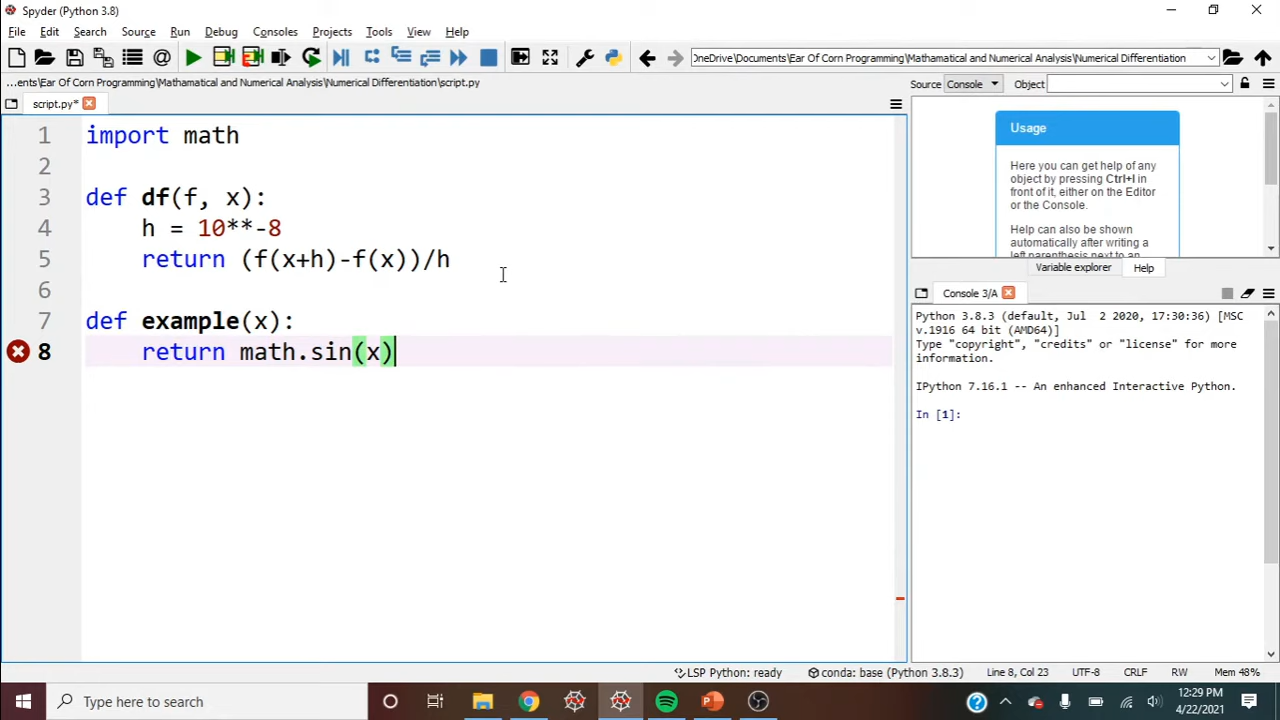 Spyder (Python 3.8)
File Edit Search Source Run Debug Consoles Projects Tools View Help
OneDrive\Documents\Ear Of Corn Programming\Mathamatical and Numerical Analysis\Numerical Differentiation
...ents\Ear Of Corn Programming\Mathamatical and Numerical Analysis\Numerical Differentiation\script.py
Source Console Object
script.py*
1 import math
2
3 def df(f, x):
4 h = 10**-8
5 return (f(x+h)-f(x))/h
6
7 def example(x):
8 return math.sin(x)
Usage
Here you can get help of any
object by pressing Ctrl+I in
front of it, either on the Editor
or the Console.
Help can also be shown
automatically after writing a
left parenthesis next to an
Variable explorer Help
Console 3/A
Python 3.8.3 (default, Jul 2 2020, 17:30:36) [MSC
v.1916 64 bit (AMD64)]
Type "copyright", "credits" or "license" for more
information.
IPython 7.16.1 -- An enhanced Interactive Python.
In [1]:
LSP Python: ready conda: base (Python 3.8.3) Line 8, Col 23 UTF-8 CRLF RW Mem 48%
Type here to search
12:29 PM
4/22/2021